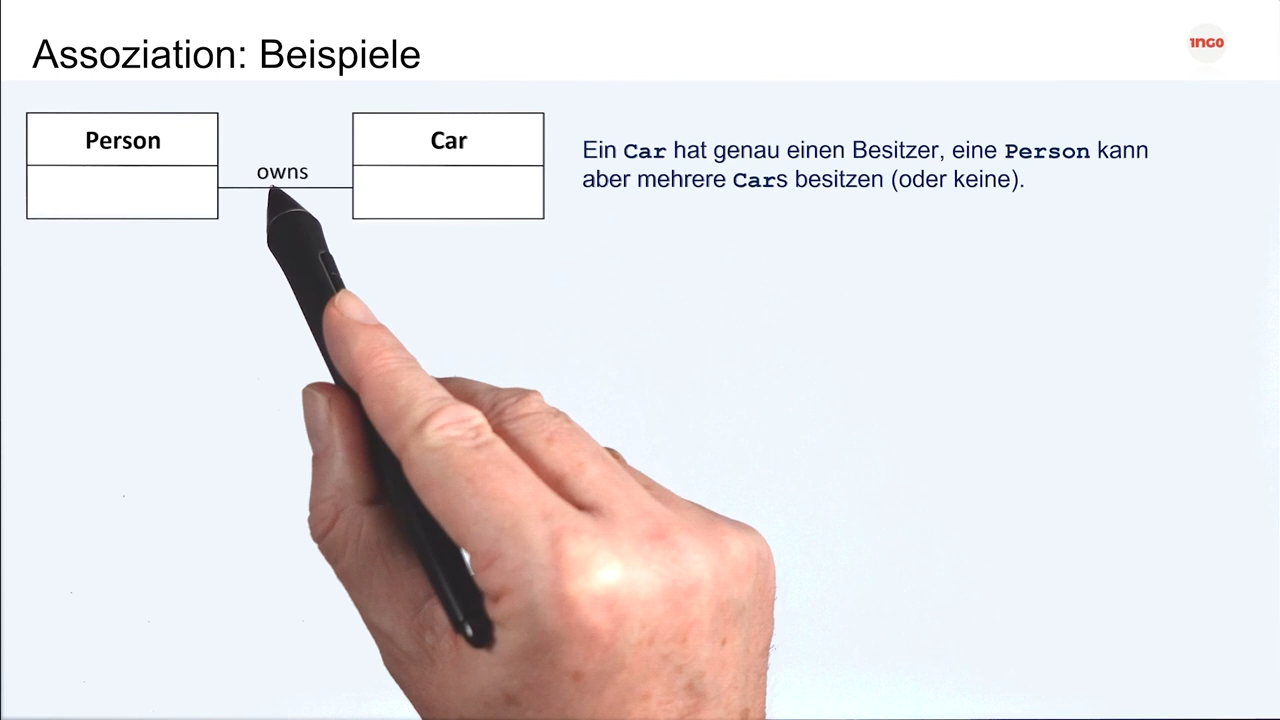 Assoziation: Beispiele
1NGO
Person
owns
Car
Ein Car hat genau einen Besitzer, eine Person kann
aber mehrere Cars besitzen (oder keine).